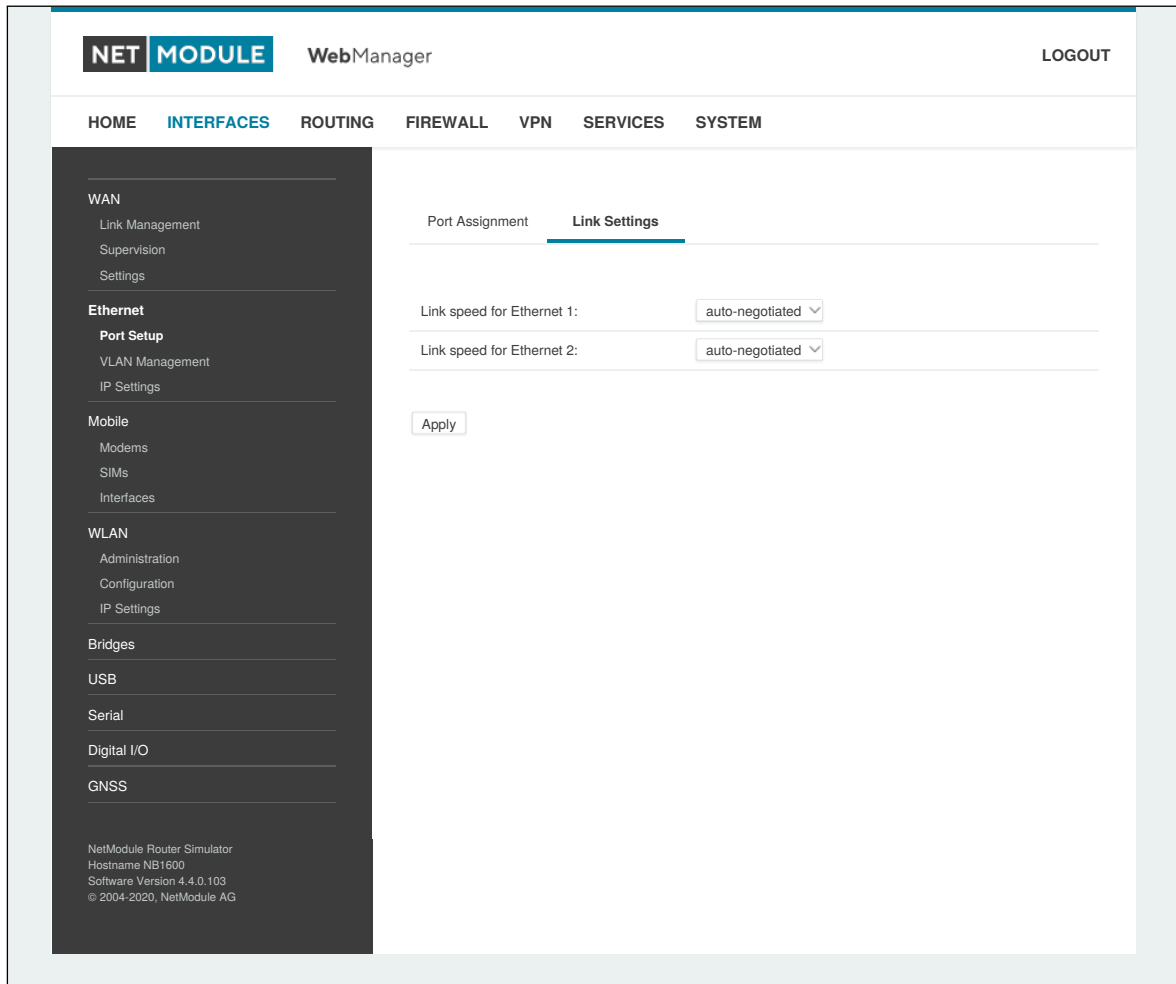 NET MODULE WebManager LOGOUT
HOME INTERFACES ROUTING FIREWALL VPN SERVICES SYSTEM
WAN
Link Management
Supervision
Settings
Ethernet
Port Setup
VLAN Management
IP Settings
Mobile
Modems
SIMs
Interfaces
WLAN
Administration
Configuration
IP Settings
Bridges
USB
Serial
Digital I/O
GNSS
NetModule Router Simulator
Hostname NB1600
Software Version 4.4.0.103
© 2004-2020, NetModule AG
Port Assignment Link Settings
Link speed for Ethernet 1: auto-negotiated
Link speed for Ethernet 2: auto-negotiated
Apply